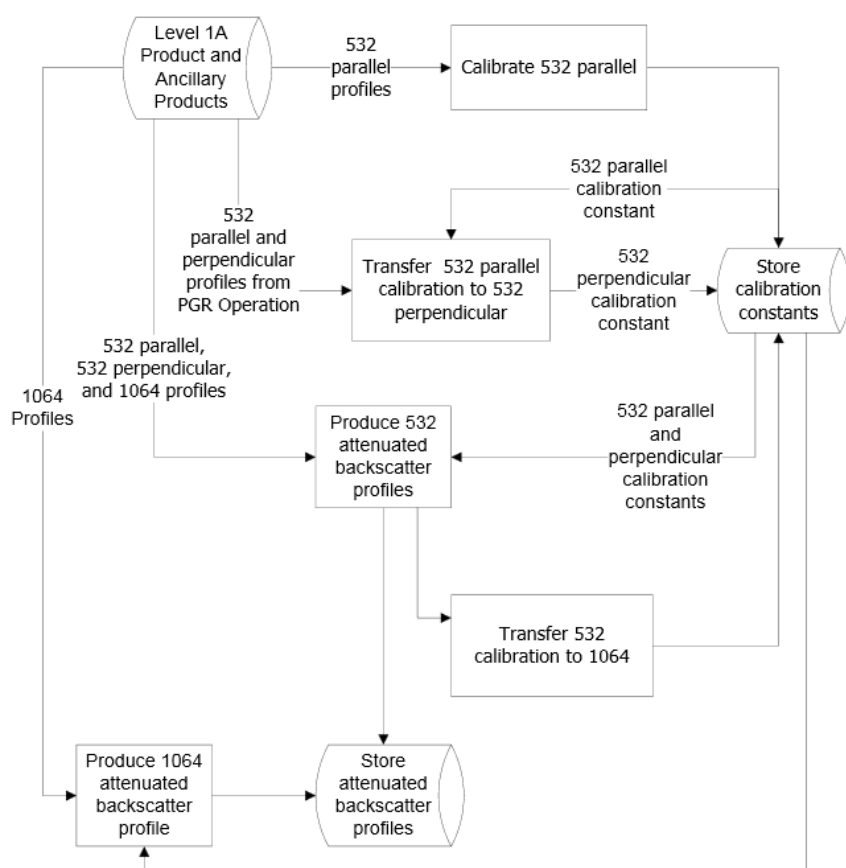 Level 1A
Product and
Ancillary
Products
532
parallel
profiles
Calibrate 532 parallel
532 parallel
calibration
constant
532
parallel and
perpendicular
profiles from
PGR Operation
Transfer 532 parallel
calibration to 532
perpendicular
532
perpendicular
calibration
constant
Store
calibration
constants
532 parallel,
532 perpendicular,
and 1064 profiles
1064
Profiles
Produce 532
attenuated
backscatter
profiles
532 parallel
and
perpendicular
calibration
constants
Transfer 532
calibration to 1064
Produce 1064
attenuated
backscatter
profile
Store
attenuated
backscatter
profiles